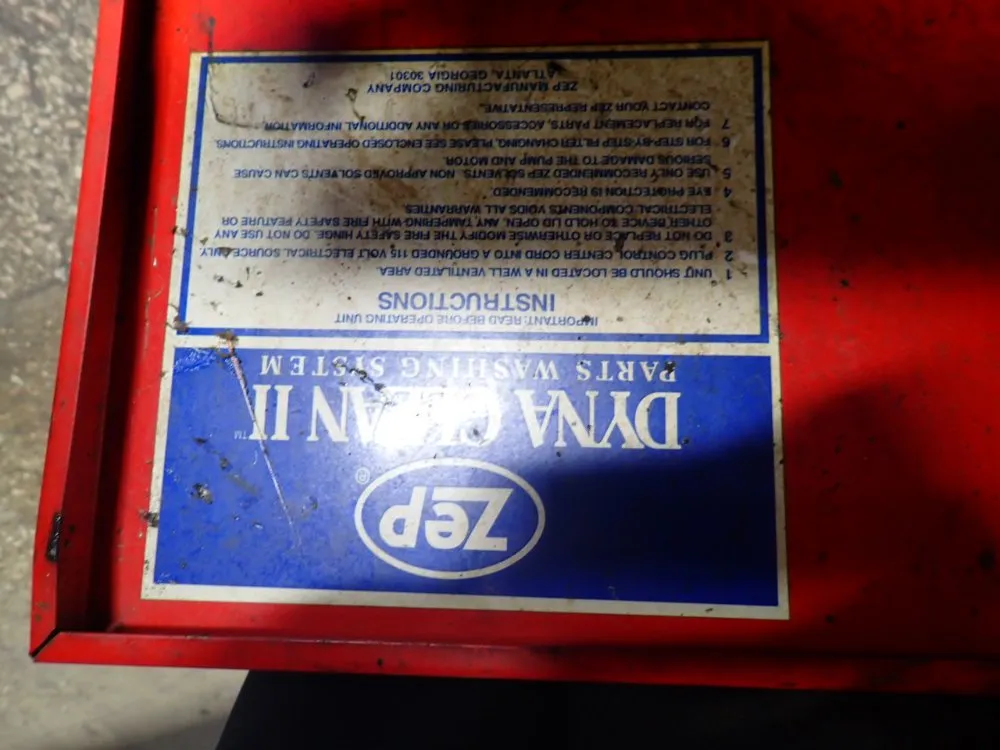 Zep ®
DYNA CLEAN II ™
PARTS WASHING SYSTEM
IMPORTANT: READ BEFORE OPERATING UNIT
INSTRUCTIONS
1 UNIT SHOULD BE LOCATED IN A WELL VENTILATED AREA.
2 PLUG CONTROL CENTER CORD INTO A GROUNDED 115 VOLT ELECTRICAL SOURCE ONLY.
3 DO NOT REPLACE OR OTHERWISE MODIFY THE FIRE SAFETY HINGE. DO NOT USE ANY
OTHER DEVICE TO HOLD LID OPEN. ANY TAMPERING WITH FIRE SAFETY FEATURE OR
ELECTRICAL COMPONENTS VOIDS ALL WARRANTIES
4 EYE PROTECTION IS RECOMMENDED.
5 USE ONLY RECOMMENDED ZEP SOLVENTS. NON APPROVED SOLVENTS CAN CAUSE
SERIOUS DAMAGE TO THE PUMP AND MOTOR.
6 FOR STEP-BY-STEP FILTER CHANGING, PLEASE SEE ENCLOSED OPERATING INSTRUCTIONS.
7 FOR REPLACEMENT PARTS, ACCESSORIES OR ANY ADDITIONAL INFORMATION,
CONTACT YOUR ZEP REPRESENTATIVE.
ZEP MANUFACTURING COMPANY
ATLANTA, GEORGIA 30301